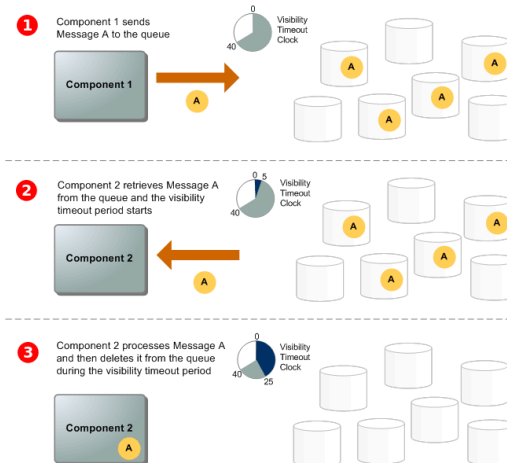 1
Component 1 sends
Message A to the queue
0
40
Visibility
Timeout
Clock
Component 1
A
A
A
A
A
2
Component 2 retrieves Message A
from the queue and the visibility
timeout period starts
0 5
40
Visibility
Timeout
Clock
Component 2
A
A
A
A
A
3
Component 2 processes Message A
and then deletes it from the queue
during the visibility timeout period
0
40
25
Visibility
Timeout
Clock
Component 2
A